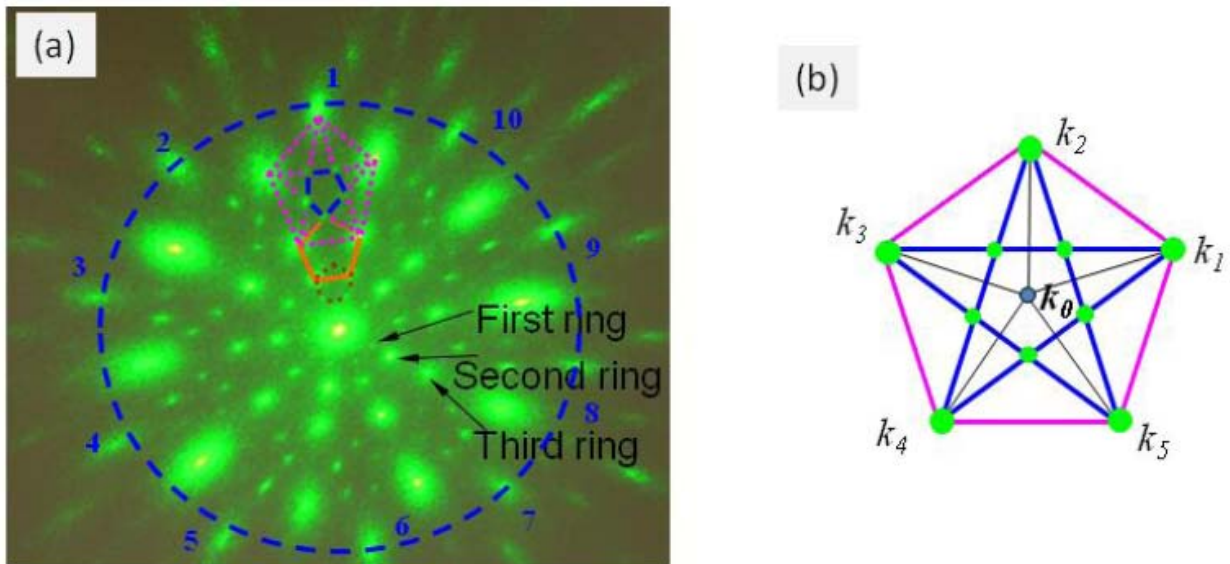 (a)
1
2
10
3
9
First ring
Second ring
8
4
Third ring
5
6
7
(b)
k₂
k₃
k₁
k₀
k₄
k₅